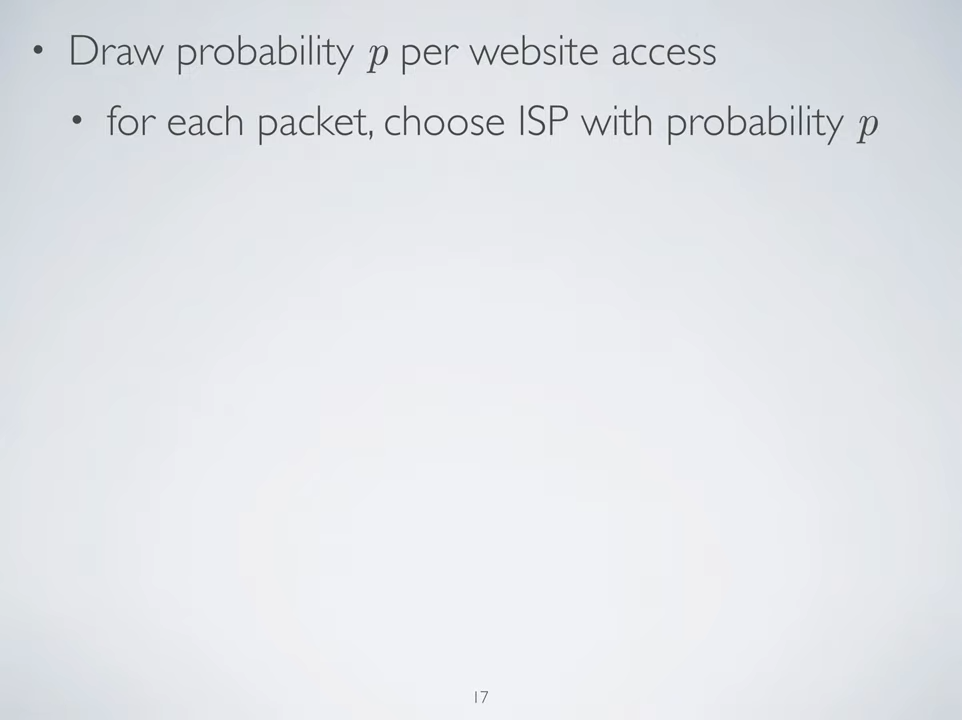 • Draw probability p per website access
• for each packet, choose ISP with probability p
17